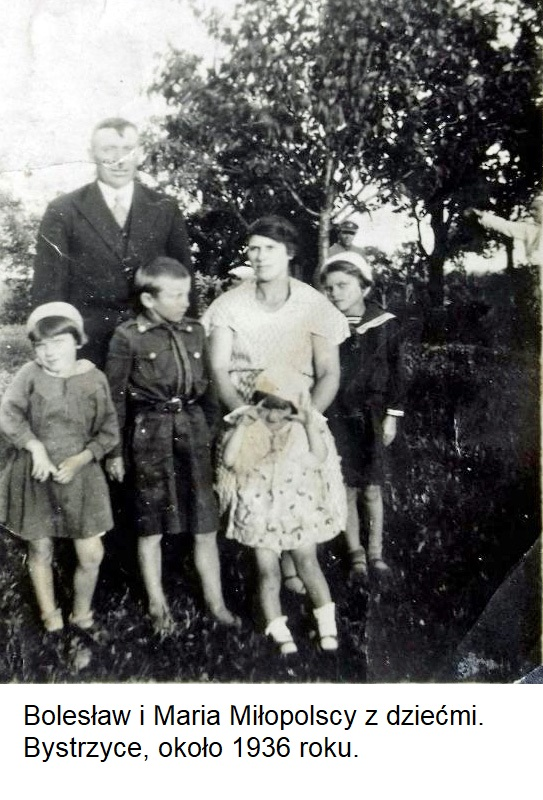 Bolesław i Maria Miłopolscy z dziećmi.
Bystrzyce, około 1936 roku.